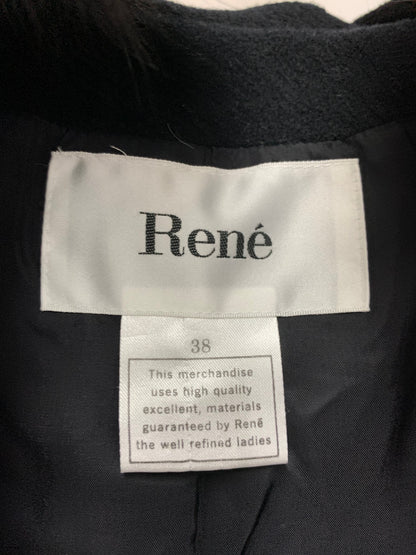 René
38
This merchandise
uses high quality
excellent, materials
guaranteed by René
the well refined ladies